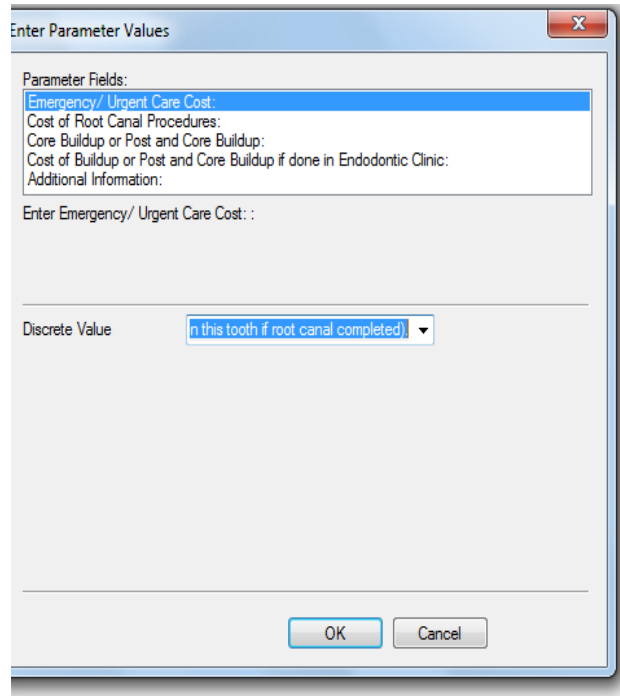 Enter Parameter Values
X
Parameter Fields:
Emergency/ Urgent Care Cost:
Cost of Root Canal Procedures:
Core Buildup or Post and Core Buildup:
Cost of Buildup or Post and Core Buildup if done in Endodontic Clinic:
Additional Information:
Enter Emergency/ Urgent Care Cost: :
Discrete Value n this tooth if root canal completed).
OK Cancel